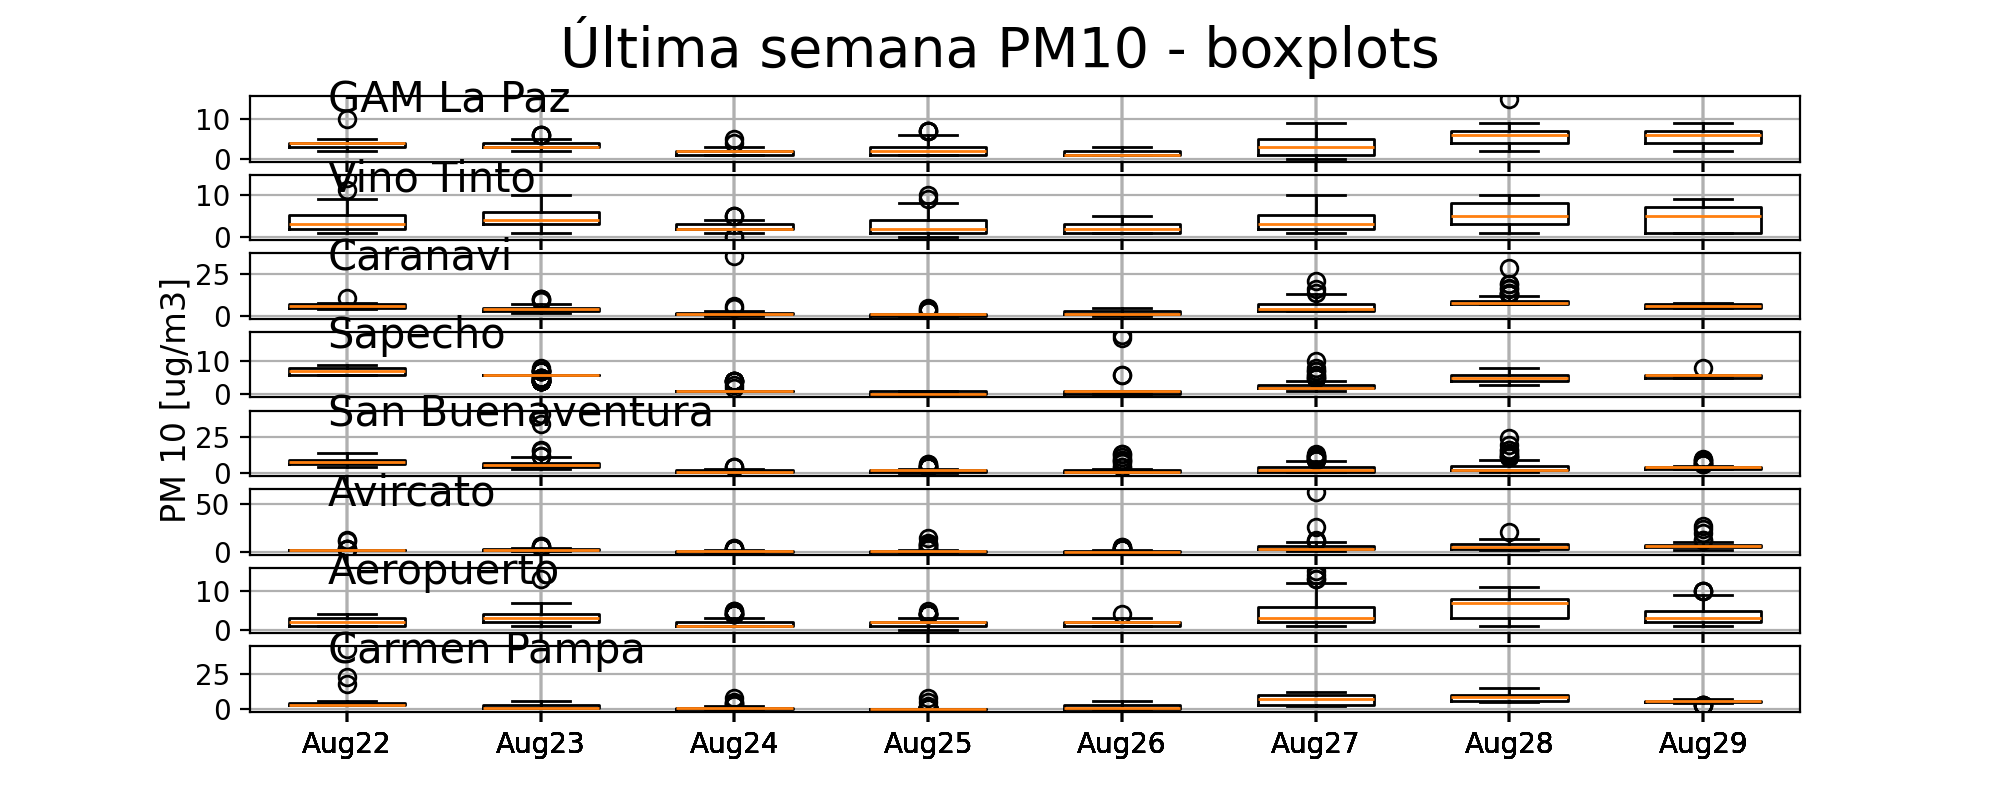 Última semana PM10 - boxplots
GAM La Paz
10
0
Vino Tinto
10
0
Caranavi
25
0
Sapecho
10
0
San Buenaventura
25
0
Avircato
50
0
Aeropuerto
10
0
Carmen Pampa
25
0
PM 10 [ug/m3]
Aug22 Aug23 Aug24 Aug25 Aug26 Aug27 Aug28 Aug29